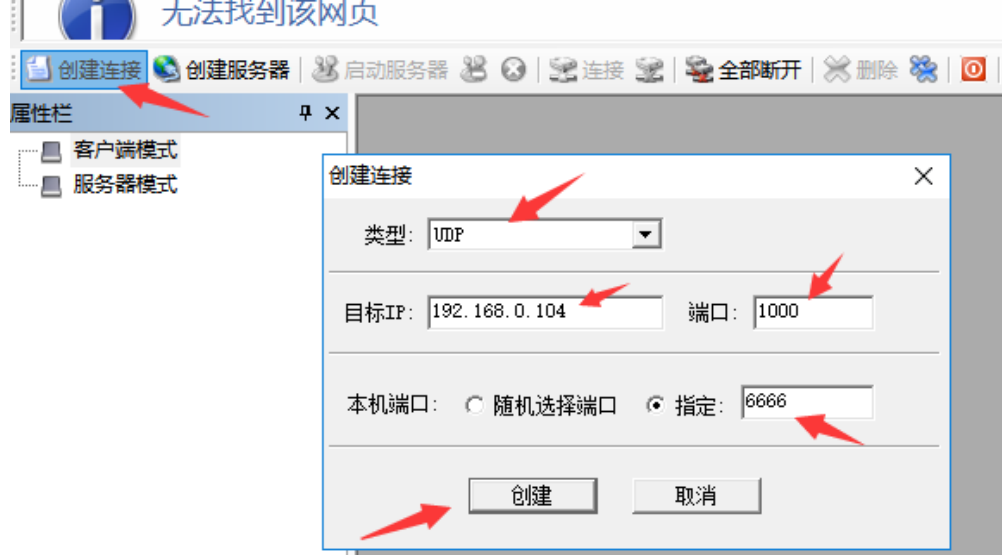 无法找到该网页
创建连接 创建服务器 启动服务器 连接 全部断开 删除
属性栏
客户端模式
服务器模式
创建连接
类型: UDP
目标IP: 192.168.0.104 端口: 1000
本机端口: 随机选择端口 指定: 6666
创建 取消